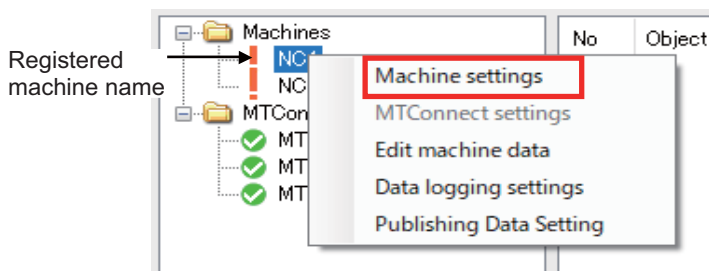 Machines
No Object
Registered
machine name
NC1
NC
MTCon
MT
MT
MT
Machine settings
MTConnect settings
Edit machine data
Data logging settings
Publishing Data Setting